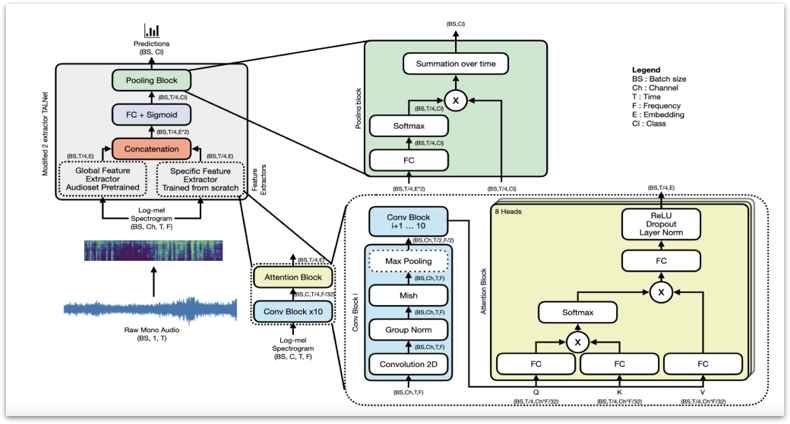 Predictions
(BS, Cl)
Modified 2 extractor TALNet
Pooling Block
(BS,T/4,Cl)
FC + Sigmoid
(BS,T/4,E*2)
Concatenation
(BS,T/4,E)
(BS,T/4,E)
Global Feature
Extractor
Audioset Pretrained
Specific Feature
Extractor
Trained from scratch
Feature
Extractors
Log-mel
Spectrogram
(BS, Ch, T, F)
Raw Mono Audio
(BS, 1, T)
(BS,T/4,E)
Attention Block
(BS,C,T/4,F/32)
Conv Block x10
Log-mel
Spectrogram
(BS, C, T, F)
(BS,Cl)
Pooling block
Summation over time
X
(BS,T/4,Cl)
Softmax
(BS,T/4,Cl)
FC
(BS,T/4,E*2)
(BS,T/4,Cl)
Legend
BS : Batch size
Ch : Channel
T : Time
F : Frequency
E : Embedding
Cl : Class
Conv Block
i+1 ... 10
(BS,Ch,T/2,F/2)
Conv Block i
Max Pooling
(BS,Ch,T,F)
Mish
(BS,Ch,T,F)
Group Norm
(BS,Ch,T,F)
Convolution 2D
(BS,Ch,T,F)
(BS,T/4,E)
8 Heads
Attention Block
ReLU
Dropout
Layer Norm
FC
X
Softmax
X
FC
FC
FC
Q
K
V
(BS,T/4,Ch*F/32)
(BS,T/4,Ch*F/32)
(BS,T/4,Ch*F/32)